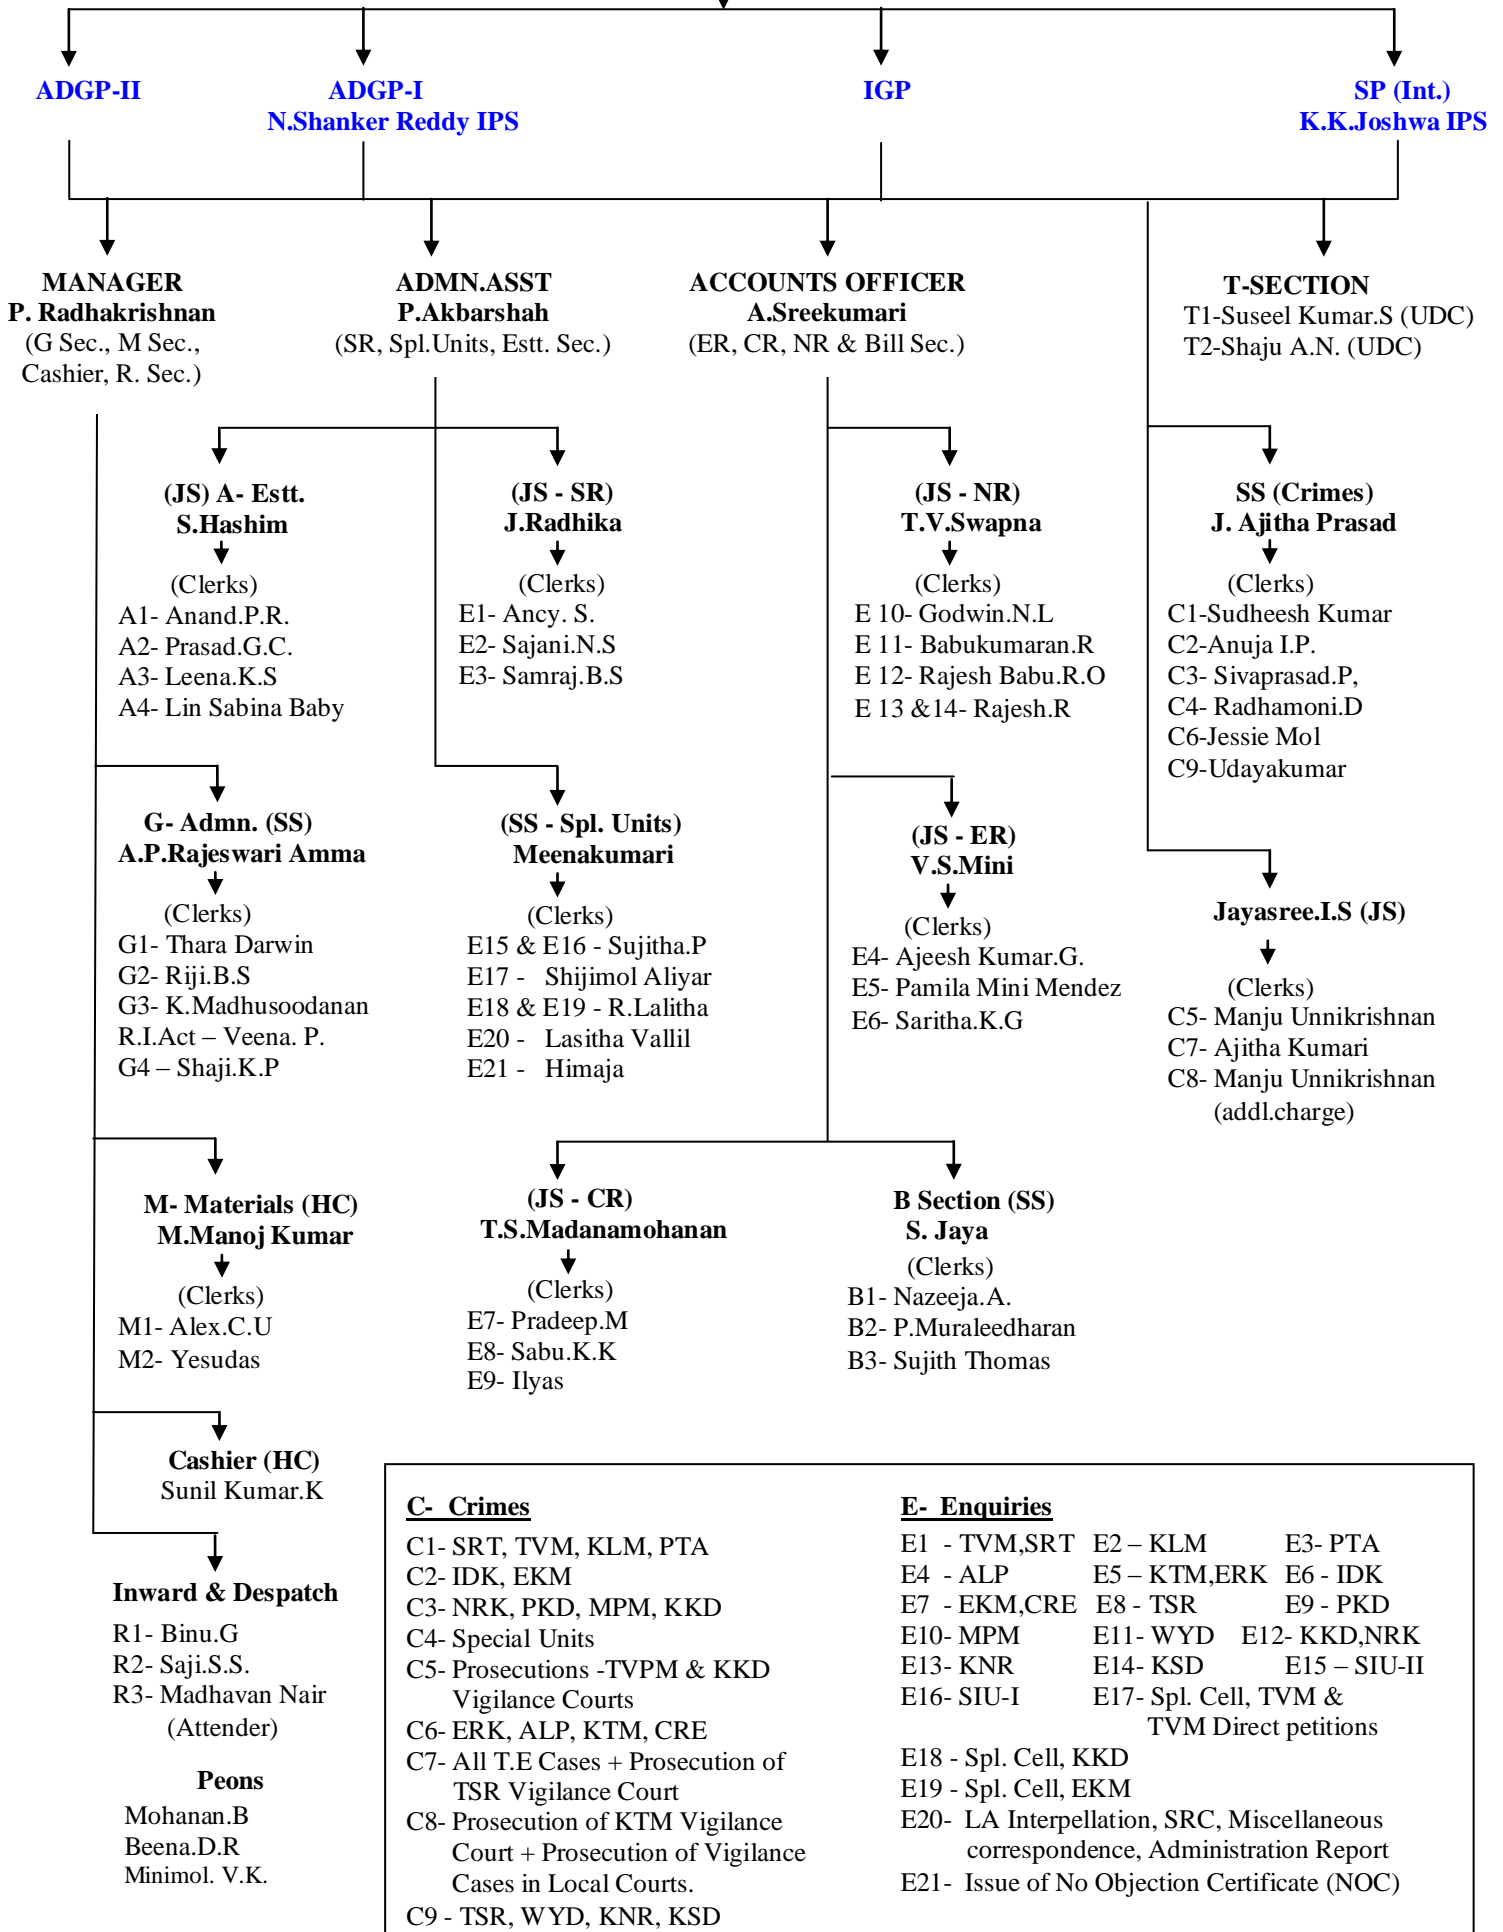 ADGP-II
ADGP-I
N.Shanker Reddy IPS
IGP
SP (Int.)
K.K.Joshwa IPS
MANAGER
P. Radhakrishnan
(G Sec., M Sec.,
Cashier, R. Sec.)
ADMN.ASST
P.Akbarshah
(SR, Spl.Units, Estt. Sec.)
ACCOUNTS OFFICER
A.Sreekumari
(ER, CR, NR & Bill Sec.)
T-SECTION
T1-Suseel Kumar.S (UDC)
T2-Shaju A.N. (UDC)
(JS) A- Estt.
S.Hashim
(Clerks)
A1- Anand.P.R.
A2- Prasad.G.C.
A3- Leena.K.S
A4- Lin Sabina Baby
(JS - SR)
J.Radhika
(Clerks)
E1- Ancy. S.
E2- Sajani.N.S
E3- Samraj.B.S
(JS - NR)
T.V.Swapna
(Clerks)
E 10- Godwin.N.L
E 11- Babukumaran.R
E 12- Rajesh Babu.R.O
E 13 &14- Rajesh.R
SS (Crimes)
J. Ajitha Prasad
(Clerks)
C1-Sudheesh Kumar
C2-Anuja I.P.
C3- Sivaprasad.P,
C4- Radhamoni.D
C6-Jessie Mol
C9-Udayakumar
G- Admn. (SS)
A.P.Rajeswari Amma
(Clerks)
G1- Thara Darwin
G2- Riji.B.S
G3- K.Madhusoodanan
R.I.Act – Veena. P.
G4 – Shaji.K.P
(SS - Spl. Units)
Meenakumari
(Clerks)
E15 & E16 - Sujitha.P
E17 - Shijimol Aliyar
E18 & E19 - R.Lalitha
E20 - Lasitha Vallil
E21 - Himaja
(JS - ER)
V.S.Mini
(Clerks)
E4- Ajeesh Kumar.G.
E5- Pamila Mini Mendez
E6- Saritha.K.G
Jayasree.I.S (JS)
(Clerks)
C5- Manju Unnikrishnan
C7- Ajitha Kumari
C8- Manju Unnikrishnan
(addl.charge)
M- Materials (HC)
M.Manoj Kumar
(Clerks)
M1- Alex.C.U
M2- Yesudas
(JS - CR)
T.S.Madanamohanan
(Clerks)
E7- Pradeep.M
E8- Sabu.K.K
E9- Ilyas
B Section (SS)
S. Jaya
(Clerks)
B1- Nazeeja.A.
B2- P.Muraleedharan
B3- Sujith Thomas
Cashier (HC)
Sunil Kumar.K
Inward & Despatch
R1- Binu.G
R2- Saji.S.S.
R3- Madhavan Nair
(Attender)
Peons
Mohanan.B
Beena.D.R
Minimol. V.K.
C- Crimes
C1- SRT, TVM, KLM, PTA
C2- IDK, EKM
C3- NRK, PKD, MPM, KKD
C4- Special Units
C5- Prosecutions -TVPM & KKD
Vigilance Courts
C6- ERK, ALP, KTM, CRE
C7- All T.E Cases + Prosecution of
TSR Vigilance Court
C8- Prosecution of KTM Vigilance
Court + Prosecution of Vigilance
Cases in Local Courts.
C9 - TSR, WYD, KNR, KSD
E- Enquiries
E1 - TVM,SRT E2 – KLM E3- PTA
E4 - ALP E5 – KTM,ERK E6 - IDK
E7 - EKM,CRE E8 - TSR E9 - PKD
E10- MPM E11- WYD E12- KKD,NRK
E13- KNR E14- KSD E15 – SIU-II
E16- SIU-I E17- Spl. Cell, TVM &
TVM Direct petitions
E18 - Spl. Cell, KKD
E19 - Spl. Cell, EKM
E20- LA Interpellation, SRC, Miscellaneous
correspondence, Administration Report
E21- Issue of No Objection Certificate (NOC)